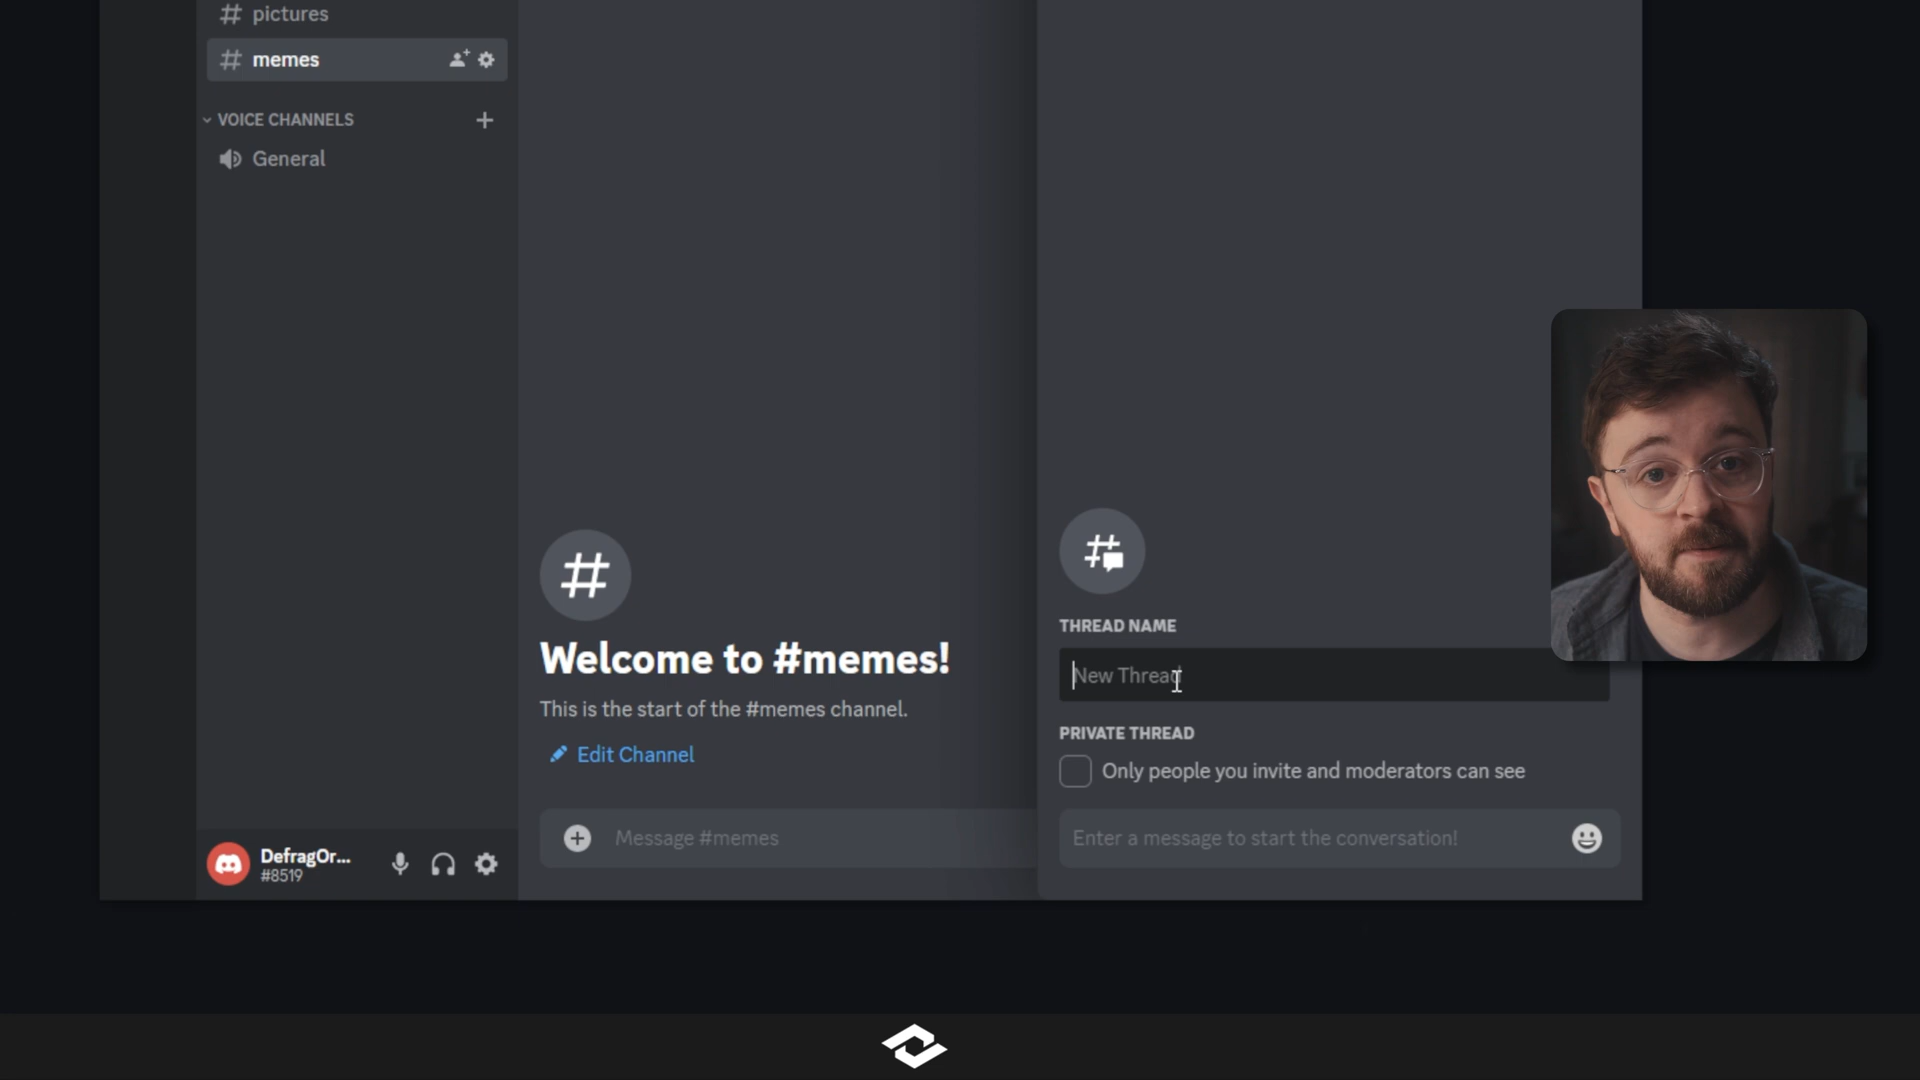 pictures
memes
VOICE CHANNELS
General
Welcome to #memes!
This is the start of the #memes channel.
Edit Channel
Message #memes
DefragOr...
#8519
THREAD NAME
New Thread
PRIVATE THREAD
Only people you invite and moderators can see
Enter a message to start the conversation!